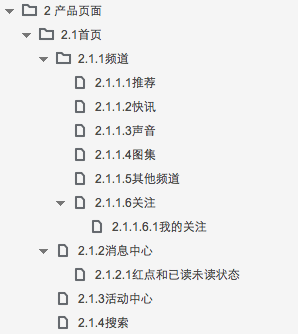 2 产品页面
2.1首页
2.1.1频道
2.1.1.1推荐
2.1.1.2快讯
2.1.1.3声音
2.1.1.4图集
2.1.1.5其他频道
2.1.1.6关注
2.1.1.6.1我的关注
2.1.2消息中心
2.1.2.1红点和已读未读状态
2.1.3活动中心
2.1.4搜索